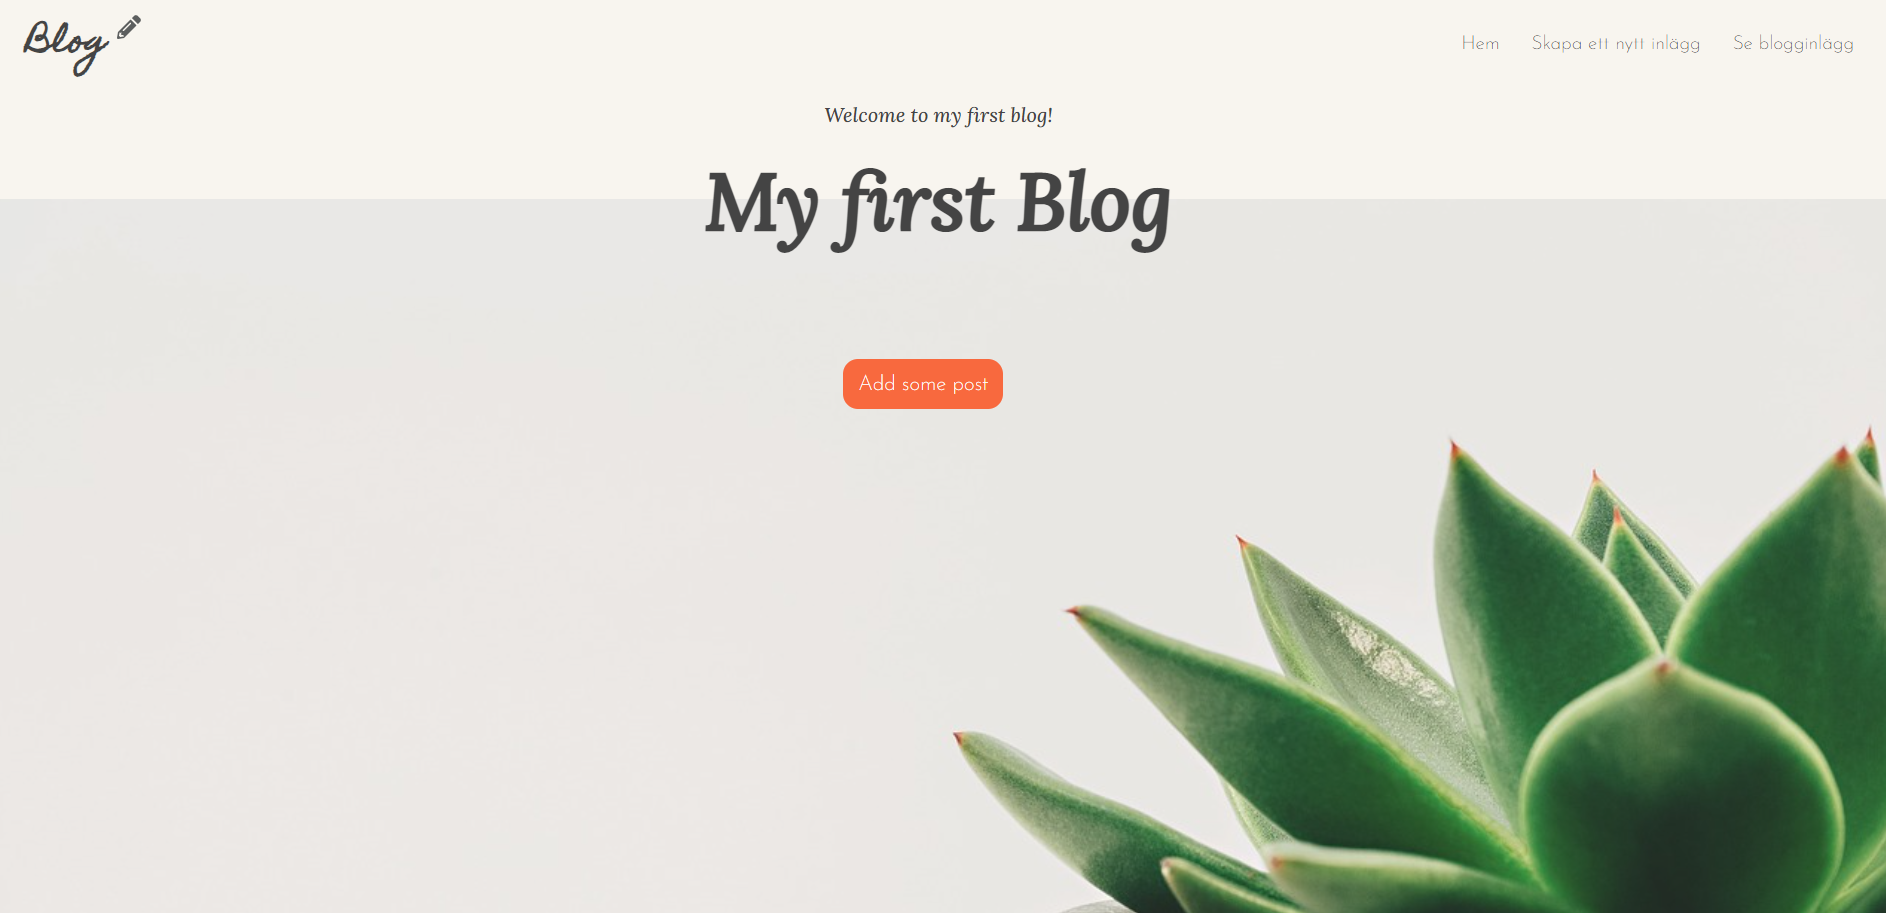 Blog
Hem Skapa ett nytt inlägg Se blogginlägg
Welcome to my first blog!
My first Blog
Add some post